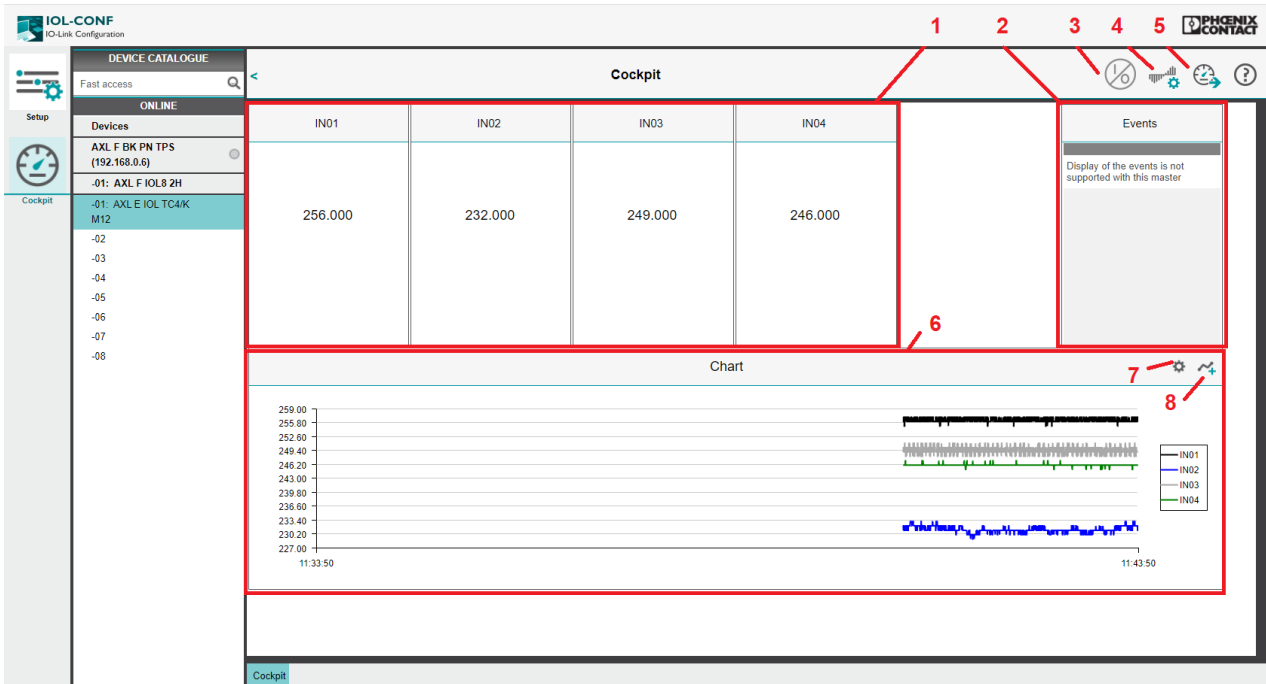 IOL-CONF
IO-Link Configuration
1
2
3
4
5
PHŒNIX
CONTACT
Setup
Cockpit
DEVICE CATALOGUE
Fast access
ONLINE
Devices
AXL F BK PN TPS
(192.168.0.6)
-01: AXL F IOL8 2H
-01: AXL E IOL TC4/K
M12
-02
-03
-04
-05
-06
-07
-08
<
Cockpit
I/O
?
IN01
IN02
IN03
IN04
Events
256.000
232.000
249.000
246.000
Display of the events is not
supported with this master
6
Chart
7
8
259.00
255.80
252.60
249.40
246.20
243.00
239.80
236.60
233.40
230.20
227.00
11:33:50
11:43:50
IN01
IN02
IN03
IN04
Cockpit